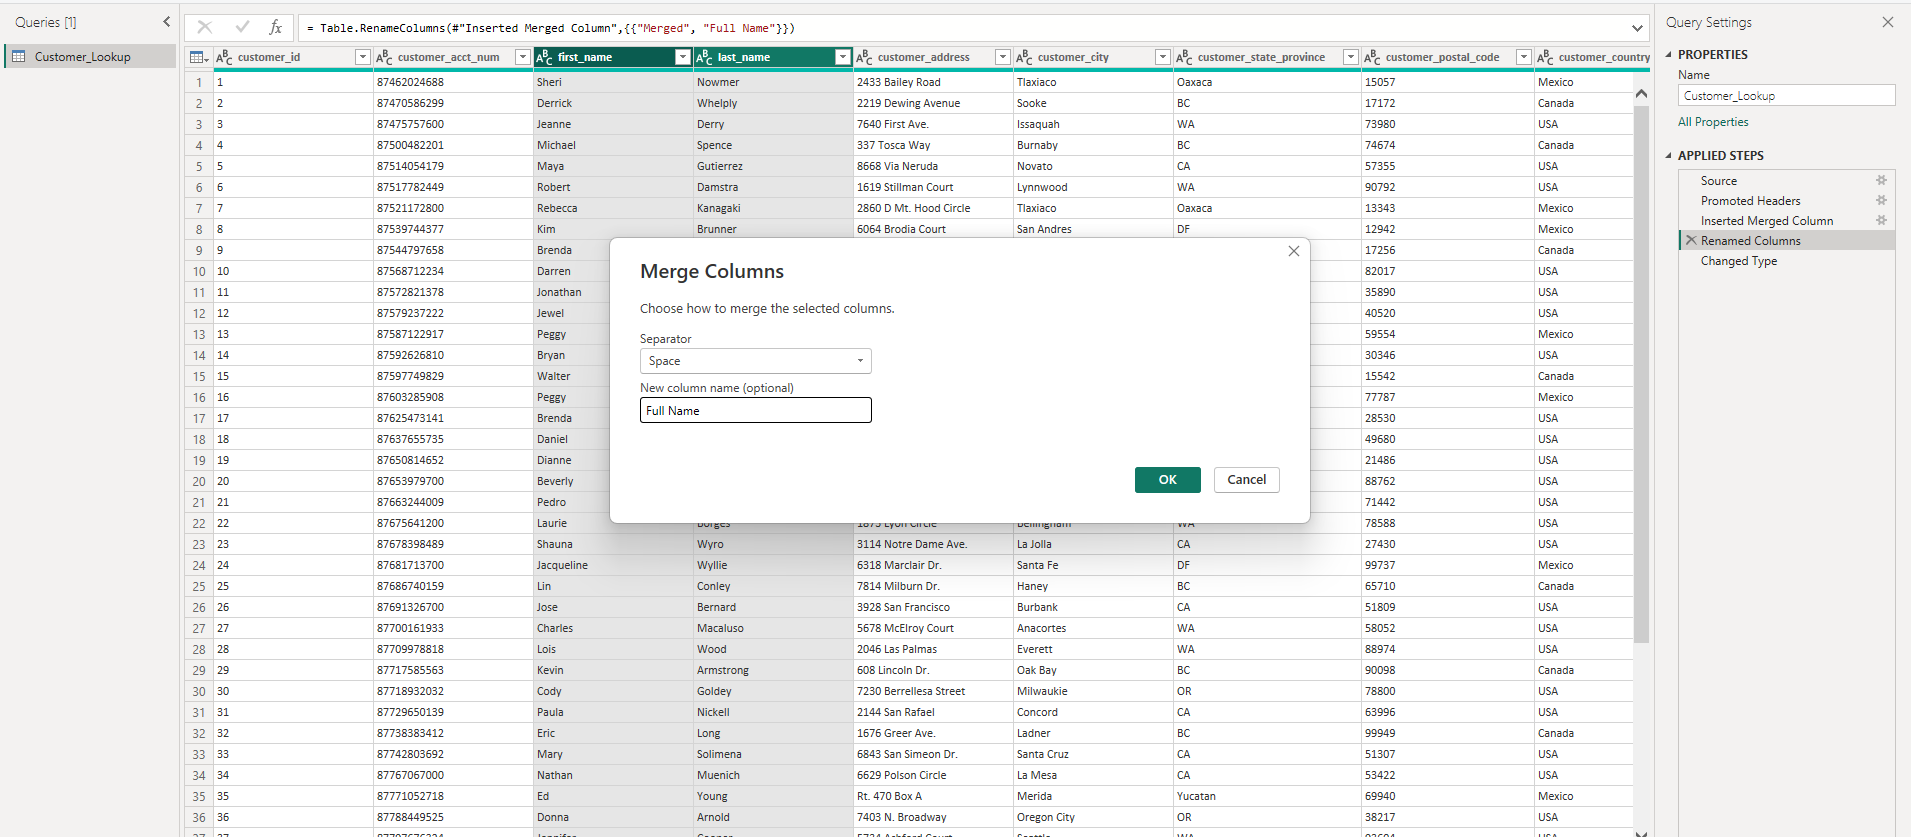 Queries [1]
Customer_Lookup
fx
= Table.RenameColumns(#"Inserted Merged Column",{{"Merged", "Full Name"}})
ABC customer_id ABC customer_acct_num ABC first_name ABC last_name ABC customer_address ABC customer_city ABC customer_state_province ABC customer_postal_code ABC customer_country
1 1 87462024688 Sheri Nowmer 2433 Bailey Road Tlaxiaco Oaxaca 15057 Mexico
2 2 87470586299 Derrick Whelply 2219 Dewing Avenue Sooke BC 17172 Canada
3 3 87475757600 Jeanne Derry 7640 First Ave. Issaquah WA 73980 USA
4 4 87500482201 Michael Spence 337 Tosca Way Burnaby BC 74674 Canada
5 5 87514054179 Maya Gutierrez 8668 Via Neruda Novato CA 57355 USA
6 6 87517782449 Robert Damstra 1619 Stillman Court Lynnwood WA 90792 USA
7 7 87521172800 Rebecca Kanagaki 2860 D Mt. Hood Circle Tlaxiaco Oaxaca 13343 Mexico
8 8 87539744377 Kim Brunner 6064 Brodia Court San Andres DF 12942 Mexico
9 9 87544797658 Brenda 17256 Canada
10 10 87568712234 Darren 82017 USA
11 11 87572821378 Jonathan 35890 USA
12 12 87579237222 Jewel 40520 USA
13 13 87587122917 Peggy 59554 Mexico
14 14 87592626810 Bryan 30346 USA
15 15 87597749829 Walter 15542 Canada
16 16 87603285908 Peggy 77787 Mexico
17 17 87625473141 Brenda 28530 USA
18 18 87637655735 Daniel 49680 USA
19 19 87650814652 Dianne 21486 USA
20 20 87653979700 Beverly 88762 USA
21 21 87663244009 Pedro 71442 USA
22 22 87675641200 Laurie Borges 1873 Lyon Circle Bellingham WA 78588 USA
23 23 87678398489 Shauna Wyro 3114 Notre Dame Ave. La Jolla CA 27430 USA
24 24 87681713700 Jacqueline Wyllie 6318 Marclair Dr. Santa Fe DF 99737 Mexico
25 25 87686740159 Lin Conley 7814 Milburn Dr. Haney BC 65710 Canada
26 26 87691326700 Jose Bernard 3928 San Francisco Burbank CA 51809 USA
27 27 87700161933 Charles Macaluso 5678 McElroy Court Anacortes WA 58052 USA
28 28 87709978818 Lois Wood 2046 Las Palmas Everett WA 88974 USA
29 29 87717585563 Kevin Armstrong 608 Lincoln Dr. Oak Bay BC 90098 Canada
30 30 87718932032 Cody Goldey 7230 Berrellesa Street Milwaukie OR 78800 USA
31 31 87729650139 Paula Nickell 2144 San Rafael Concord CA 63996 USA
32 32 87738383412 Eric Long 1676 Greer Ave. Ladner BC 99949 Canada
33 33 87742803692 Mary Solimena 6843 San Simeon Dr. Santa Cruz CA 51307 USA
34 34 87767067000 Nathan Muenich 6629 Polson Circle La Mesa CA 53422 USA
35 35 87771052718 Ed Young Rt. 470 Box A Merida Yucatan 69940 Mexico
36 36 87788449525 Donna Arnold 7403 N. Broadway Oregon City OR 38217 USA
Merge Columns
Choose how to merge the selected columns.
Separator
Space
New column name (optional)
Full Name
OK Cancel
Query Settings
PROPERTIES
Name
Customer_Lookup
All Properties
APPLIED STEPS
Source
Promoted Headers
Inserted Merged Column
Renamed Columns
Changed Type